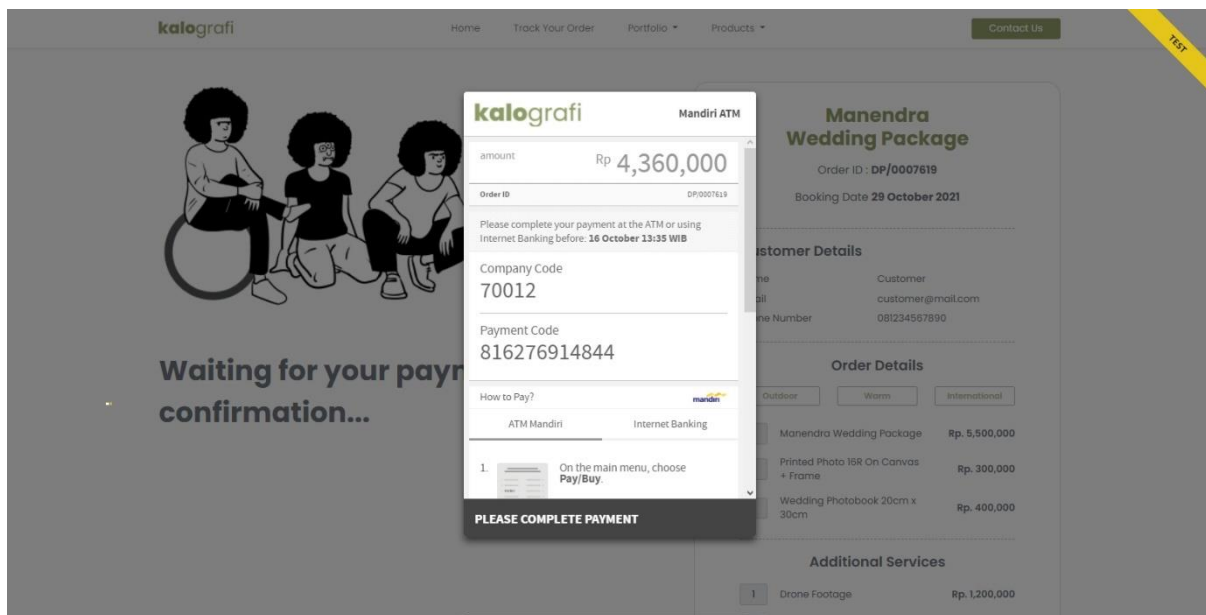 kalografi
Home Track Your Order Portfolio Products Contact Us
TEST
Waiting for your payn
confirmation...
kalografi Mandiri ATM
amount Rp 4,360,000
Order ID DP/0007619
Please complete your payment at the ATM or using
Internet Banking before: 16 October 13:35 WIB
Company Code
70012
Payment Code
816276914844
How to Pay? mandiri
ATM Mandiri Internet Banking
1. On the main menu, choose
Pay/Buy.
PLEASE COMPLETE PAYMENT
Manendra
Wedding Package
Order ID : DP/0007619
Booking Date 29 October 2021
ustomer Details
me Customer
ail customer@mail.com
ne Number 081234567890
Order Details
Outdoor Warm International
Manendra Wedding Package Rp. 5,500,000
Printed Photo 16R On Canvas
+ Frame Rp. 300,000
Wedding Photobook 20cm x
30cm Rp. 400,000
Additional Services
1 Drone Footage Rp. 1,200,000